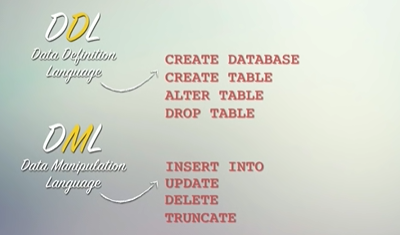 DDL
Data Definition
Language
CREATE DATABASE
CREATE TABLE
ALTER TABLE
DROP TABLE
DML
Data Manipulation
Language
INSERT INTO
UPDATE
DELETE
TRUNCATE